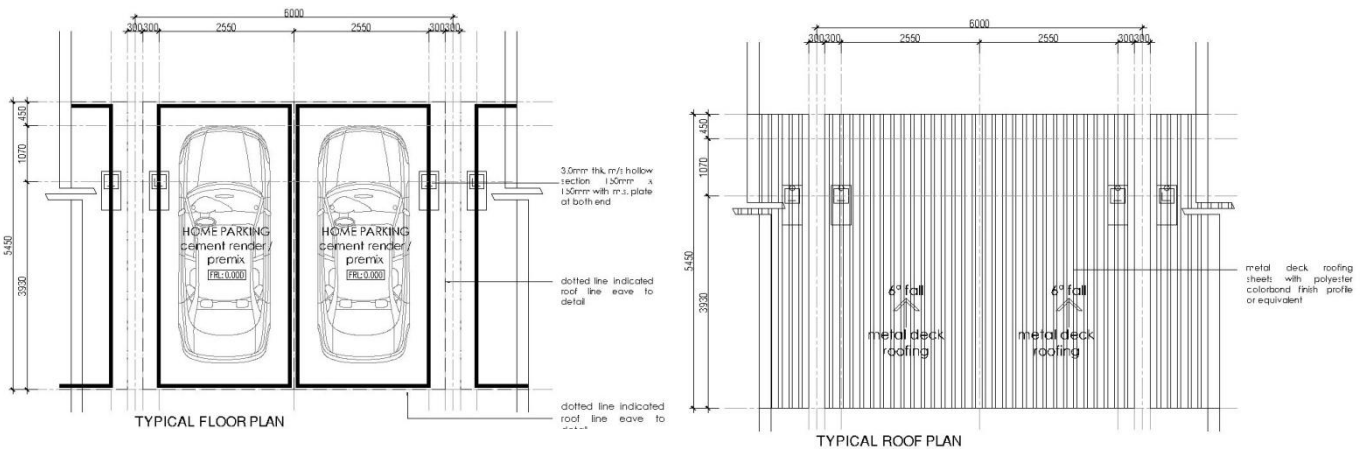 6000
300 300 2550 2550 300 300
450
1070
5450
3930
3.0mm thk. m/s hollow
section 150mm x
150mm with m.s. plate
at both end
HOME PARKING
cement render /
premix
FRL: 0.000
HOME PARKING
cement render /
premix
FRL: 0.000
dotted line indicated
roof line eave to
detail
dotted line indicated
roof line eave to
TYPICAL FLOOR PLAN
6000
300 300 2550 2550 300 300
450
1070
5450
3930
6° fall
metal deck
roofing
6° fall
metal deck
roofing
metal deck roofing
sheets with polyester
colorbond finish profile
or equivalent
TYPICAL ROOF PLAN